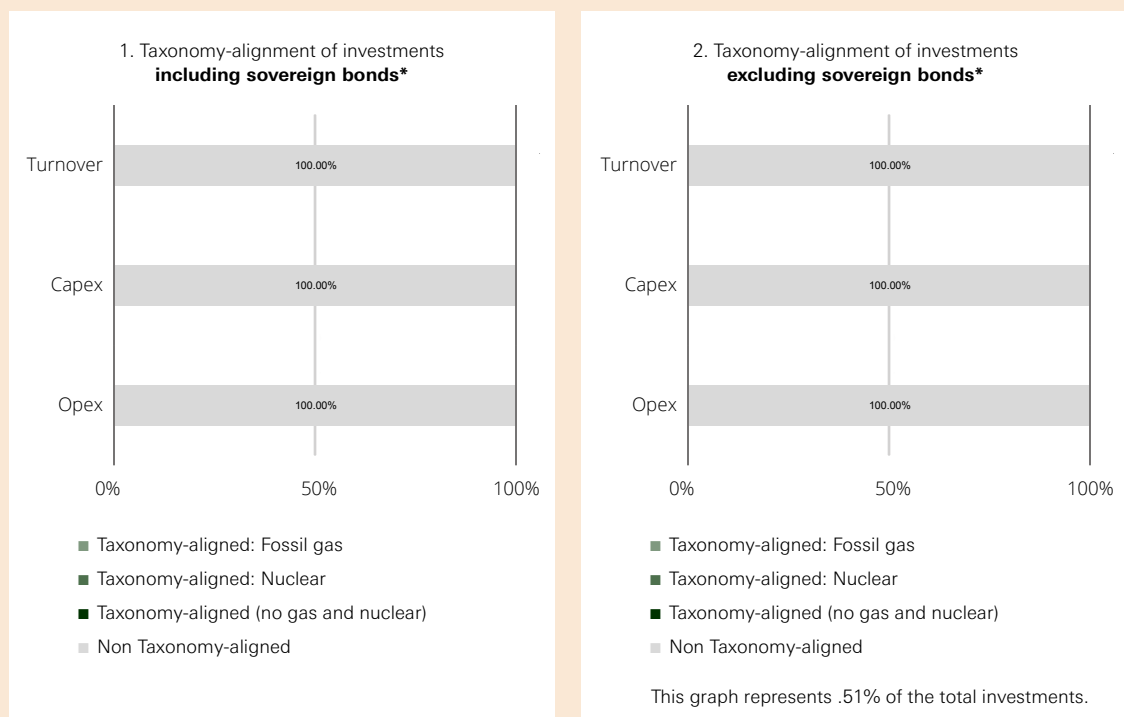 1. Taxonomy-alignment of investments
including sovereign bonds*
Turnover
100.00%
Capex
100.00%
Opex
100.00%
0% 50% 100%
Taxonomy-aligned: Fossil gas
Taxonomy-aligned: Nuclear
Taxonomy-aligned (no gas and nuclear)
Non Taxonomy-aligned
2. Taxonomy-alignment of investments
excluding sovereign bonds*
Turnover
100.00%
Capex
100.00%
Opex
100.00%
0% 50% 100%
Taxonomy-aligned: Fossil gas
Taxonomy-aligned: Nuclear
Taxonomy-aligned (no gas and nuclear)
Non Taxonomy-aligned
This graph represents .51% of the total investments.